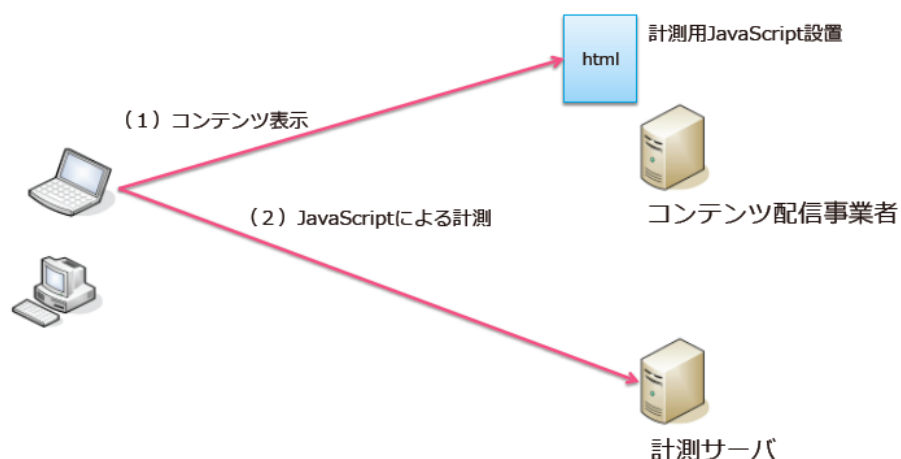 計測用JavaScript設置
html
（１）コンテンツ表示
コンテンツ配信事業者
（２）JavaScriptによる計測
計測サーバ